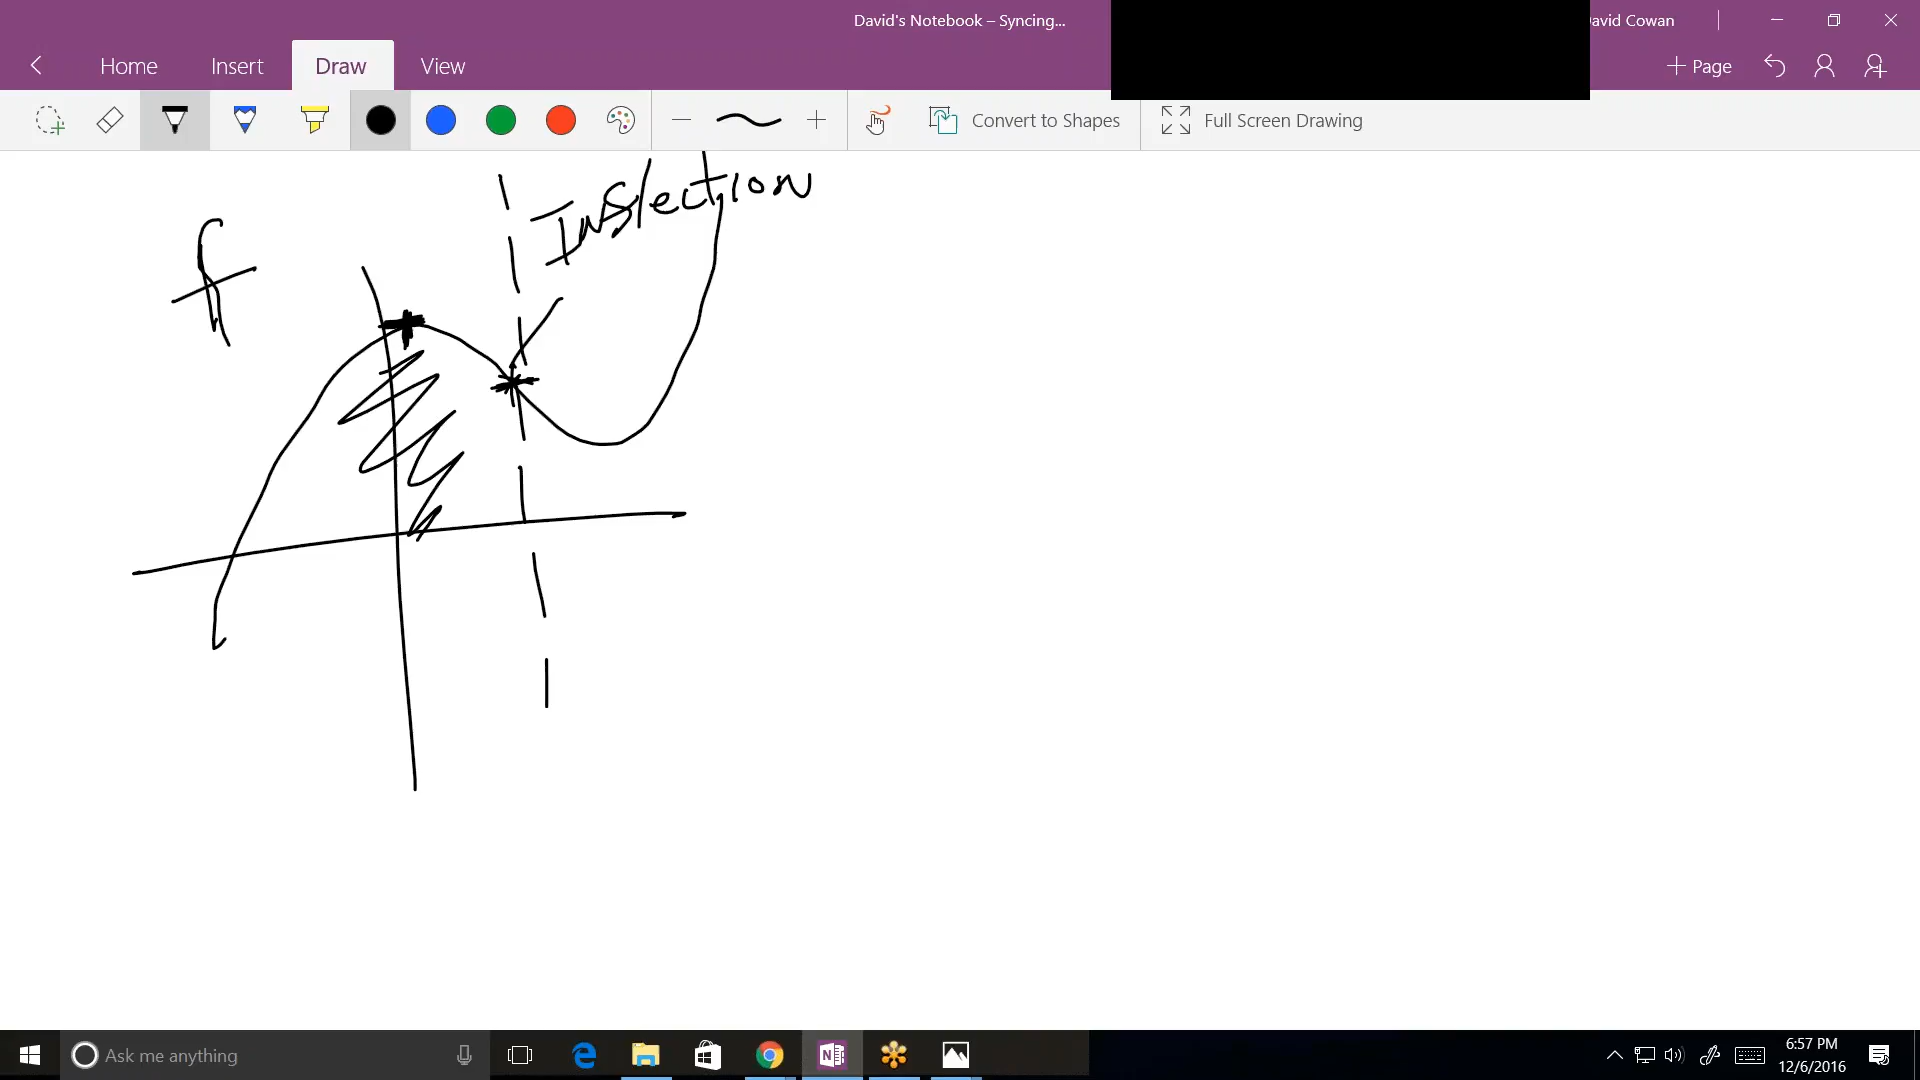 David's Notebook – Syncing...
avid Cowan
Home Insert Draw View
Page
Convert to Shapes
Full Screen Drawing
Inflection
f
Ask me anything
6:57 PM
12/6/2016